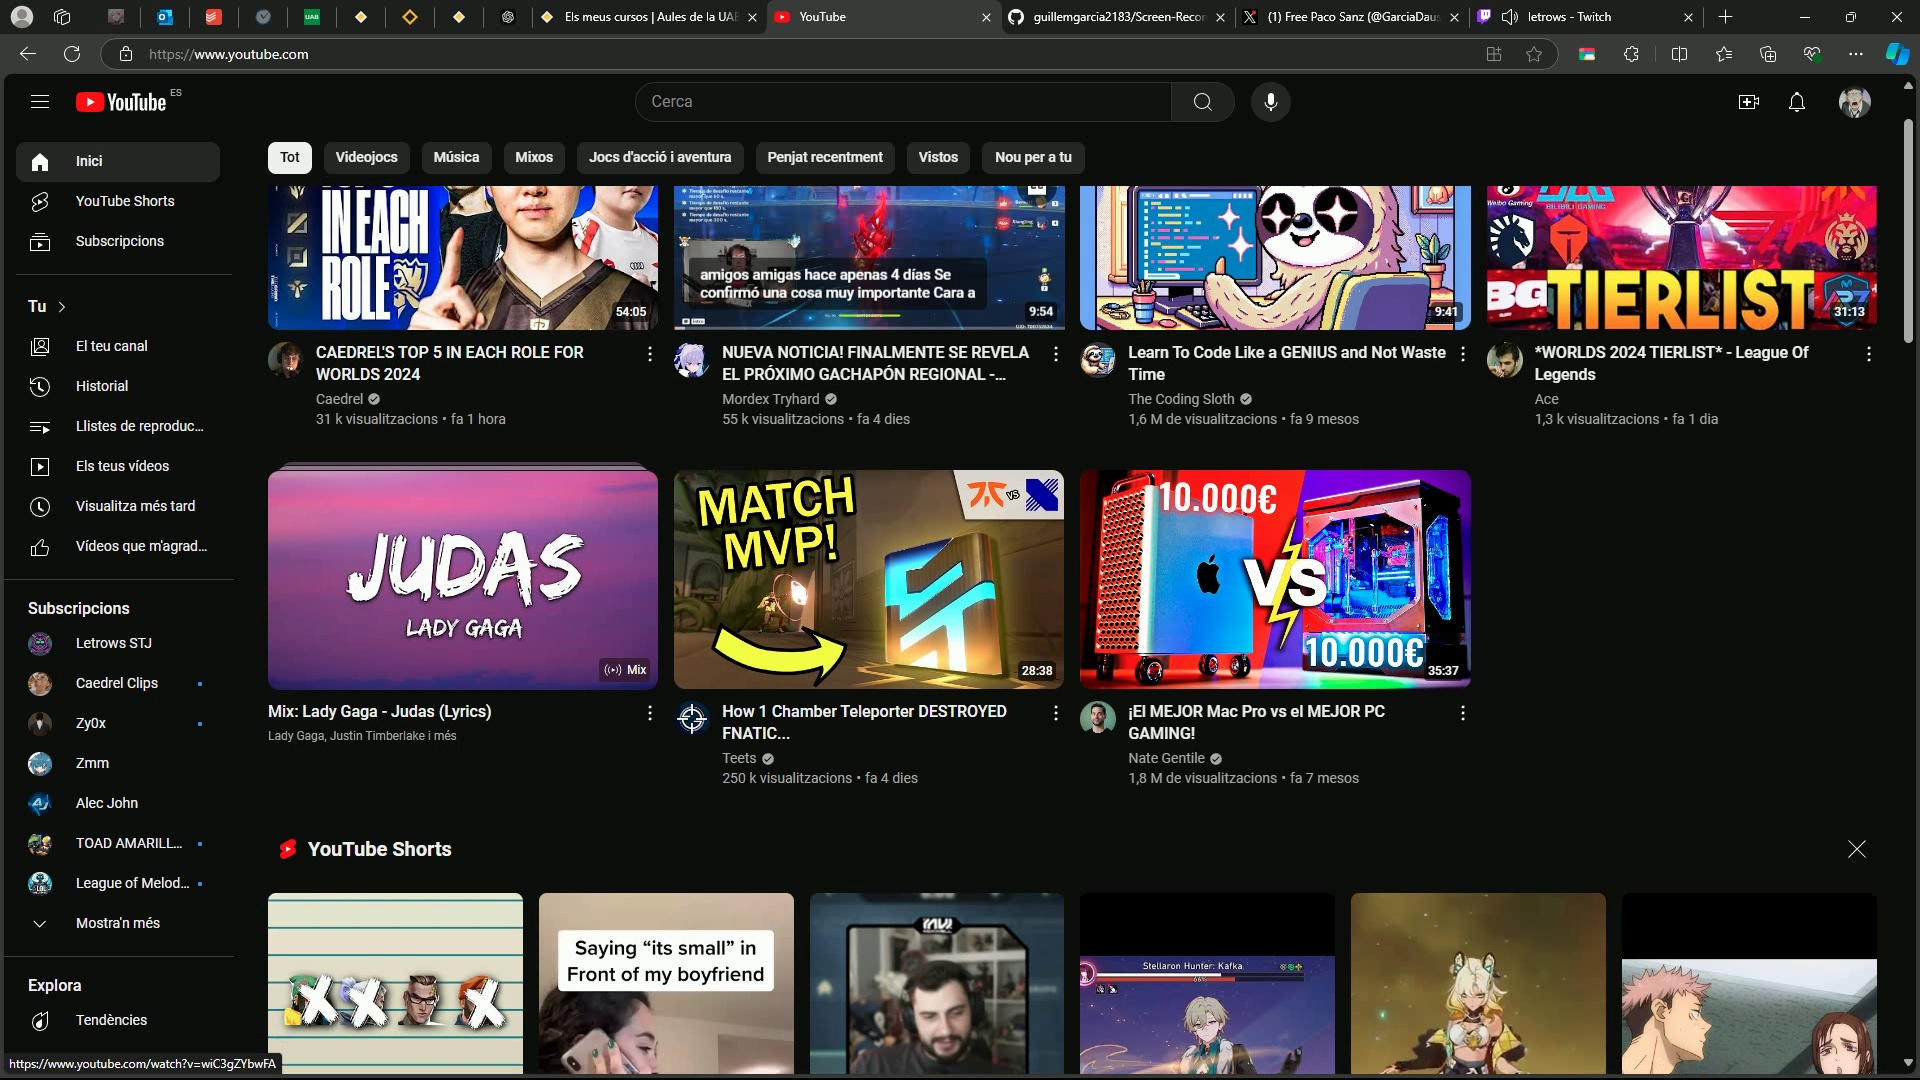 Els meus cursos | Aules de la UAB
YouTube
guillemgarcia2183/Screen-Recor
(1) Free Paco Sanz (@GarciaDaus
letrows - Twitch
https://www.youtube.com
YouTube ES
Cerca
Tot
Videojocs
Música
Mixos
Jocs d'acció i aventura
Penjat recentment
Vistos
Nou per a tu
Inici
YouTube Shorts
Subscripcions
Tu
El teu canal
Historial
Llistes de reproduc...
Els teus vídeos
Visualitza més tard
Vídeos que m'agrad...
Subscripcions
Letrows STJ
Caedrel Clips
Zy0x
Zmm
Alec John
TOAD AMARILL...
League of Melod...
Mostra'n més
Explora
Tendències
https://www.youtube.com/watch?v=wiC3gZYbwFA
IN EACH
ROLE
54:05
CAEDREL'S TOP 5 IN EACH ROLE FOR
WORLDS 2024
Caedrel
31 k visualitzacions • fa 1 hora
amigos amigas hace apenas 4 días Se
confirmó una cosa muy importante Cara a
9:54
NUEVA NOTICIA! FINALMENTE SE REVELA
EL PRÓXIMO GACHAPÓN REGIONAL -...
Mordex Tryhard
55 k visualitzacions • fa 4 dies
9:41
Learn To Code Like a GENIUS and Not Waste
Time
The Coding Sloth
1,6 M de visualitzacions • fa 9 mesos
Weibo Gaming
BILIBILI GAMING
TIERLIST
31:13
*WORLDS 2024 TIERLIST* - League Of
Legends
Ace
1,3 k visualitzacions • fa 1 dia
JUDAS
LADY GAGA
Mix
Mix: Lady Gaga - Judas (Lyrics)
Lady Gaga, Justin Timberlake i més
MATCH
MVP!
VS
28:38
How 1 Chamber Teleporter DESTROYED
FNATIC...
Teets
250 k visualitzacions • fa 4 dies
10.000€
VS
10.000€
35:37
¡El MEJOR Mac Pro vs el MEJOR PC
GAMING!
Nate Gentile
1,8 M de visualitzacions • fa 7 mesos
YouTube Shorts
Saying “its small” in
Front of my boyfriend
Stellaron Hunter: Kafka
66%